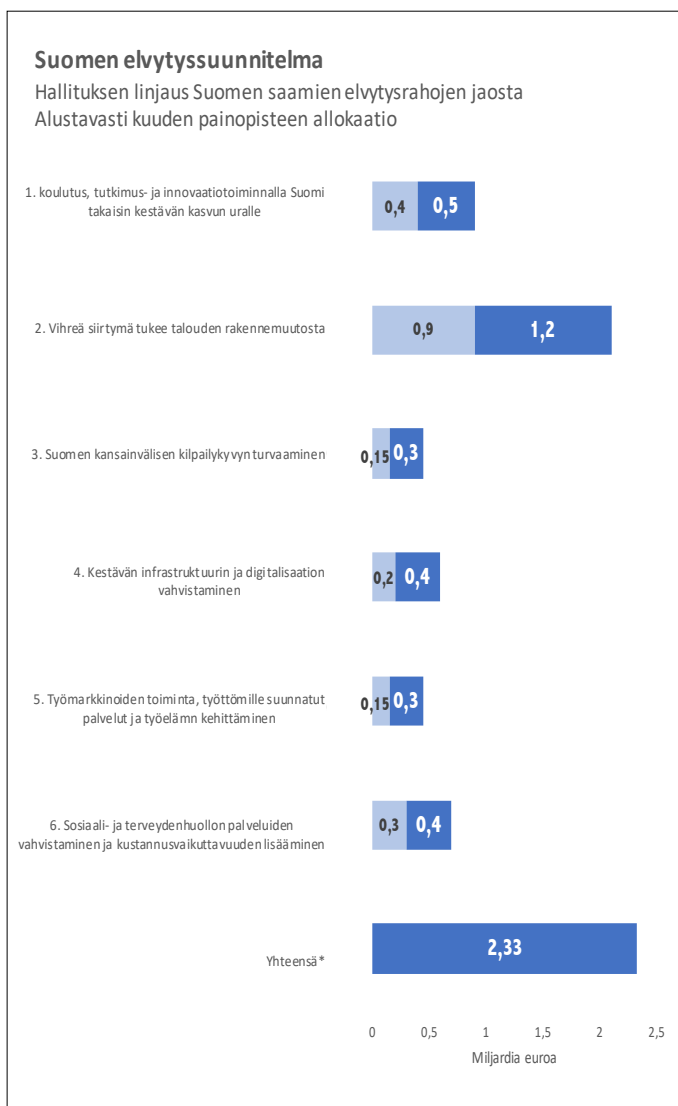 Suomen elvytyssuunnitelma
Hallituksen linjaus Suomen saamien elvytysrahojen jaosta
Alustavasti kuuden painopisteen allokaatio
1. koulutus, tutkimus- ja innovaatiotoiminnalla Suomi
takaisin kestävän kasvun uralle
0,4 0,5
2. Vihreä siirtymä tukee talouden rakennemuutosta
0,9 1,2
3. Suomen kansainvälisen kilpailykyvyn turvaaminen
0,15 0,3
4. Kestävän infrastruktuurin ja digitalisaation
vahvistaminen
0,2 0,4
5. Työmarkkinoiden toiminta, työttömille suunnatut
palvelut ja työelämn kehittäminen
0,15 0,3
6. Sosiaali- ja terveydenhuollon palveluiden
vahvistaminen ja kustannusvaikuttavuuden lisääminen
0,3 0,4
Yhteensä*
2,33
0 0,5 1 1,5 2 2,5
Miljardia euroa